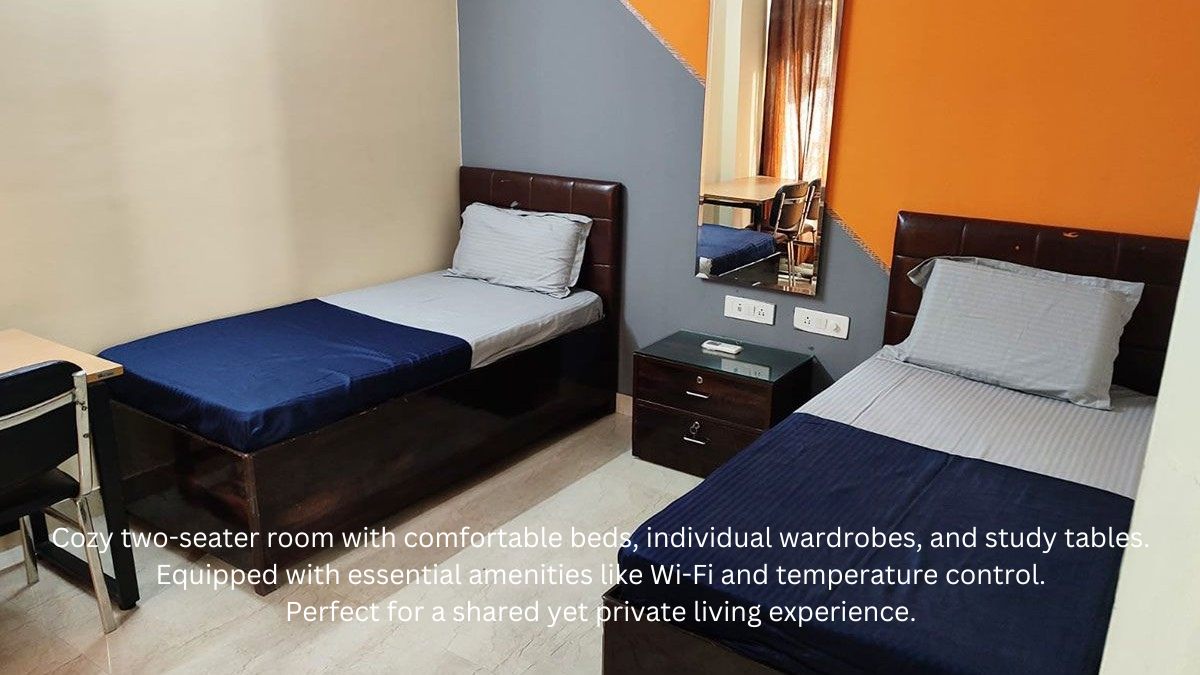 Cozy two-seater room with comfortable beds, individual wardrobes, and study tables.
Equipped with essential amenities like Wi-Fi and temperature control.
Perfect for a shared yet private living experience.